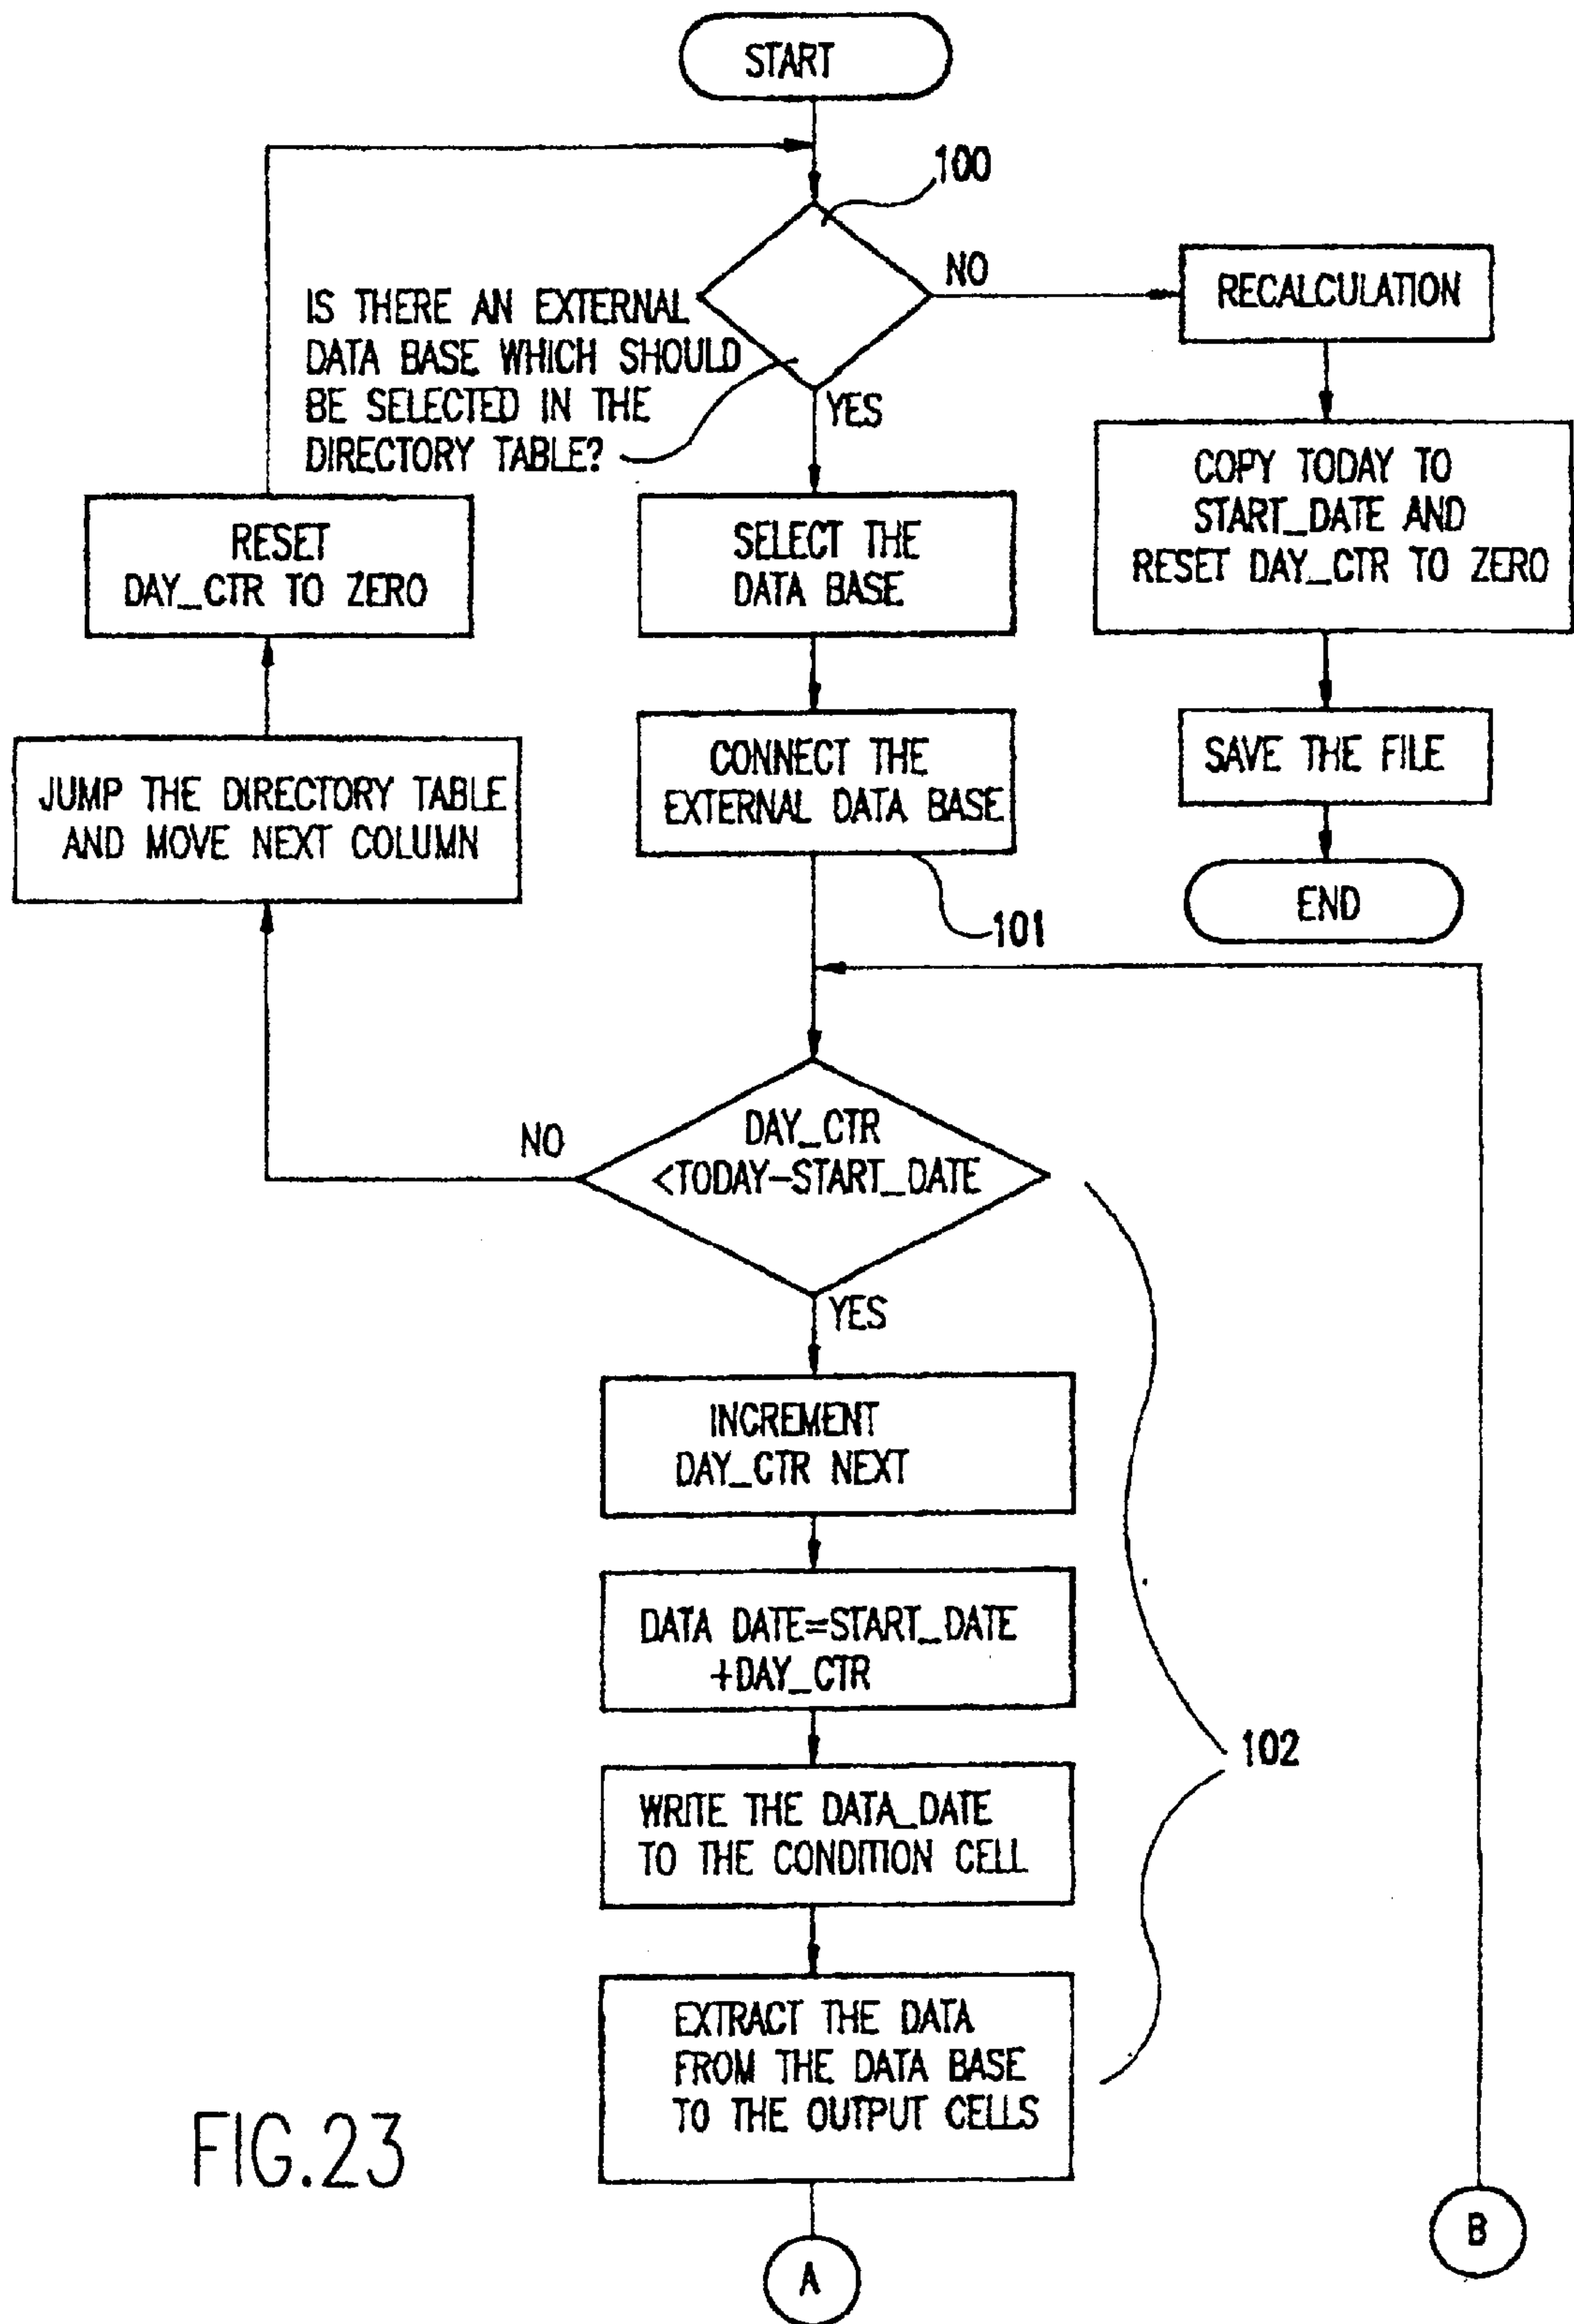 START
100
IS THERE AN EXTERNAL
DATA BASE WHICH SHOULD
BE SELECTED IN THE
DIRECTORY TABLE?
NO
YES
RECALCULATION
COPY TODAY TO
START_DATE AND
RESET DAY_CTR TO ZERO
SAVE THE FILE
END
RESET
DAY_CTR TO ZERO
JUMP THE DIRECTORY TABLE
AND MOVE NEXT COLUMN
SELECT THE
DATA BASE
CONNECT THE
EXTERNAL DATA BASE
101
NO
DAY_CTR
<TODAY-START_DATE
YES
INCREMENT
DAY_CTR NEXT
DATA DATE=START_DATE
+DAY_CTR
102
WRITE THE DATA_DATE
TO THE CONDITION CELL
EXTRACT THE DATA
FROM THE DATA BASE
TO THE OUTPUT CELLS
FIG.23
A
B